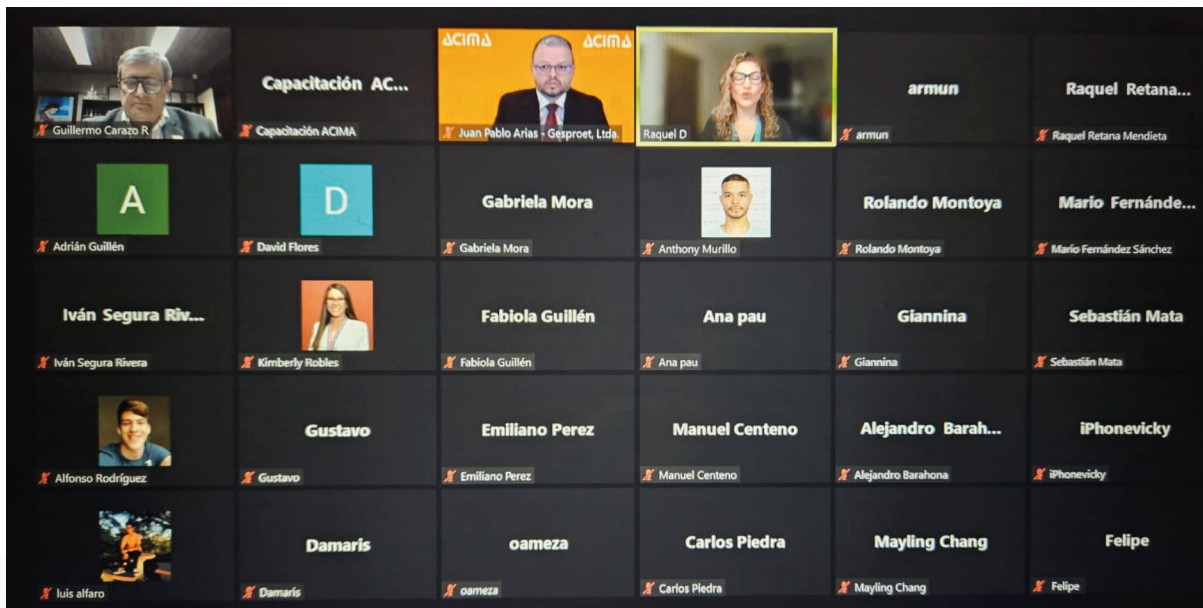 ACIMA ACIMA
Guillermo Carazo R
Capacitación AC...
Capacitación ACIMA
Juan Pablo Arias - Gesproet, Ltda.
Raquel D
armun
armun
Raquel Retana...
Raquel Retana Mendieta
A
Adrián Guillén
D
David Flores
Gabriela Mora
Gabriela Mora
Anthony Murillo
Rolando Montoya
Rolando Montoya
Mario Fernánde...
Mario Fernández Sánchez
Iván Segura Riv...
Iván Segura Rivera
Kimberly Robles
Fabiola Guillén
Fabiola Guillén
Ana pau
Ana pau
Giannina
Giannina
Sebastián Mata
Sebastián Mata
Alfonso Rodríguez
Gustavo
Gustavo
Emiliano Perez
Emiliano Perez
Manuel Centeno
Manuel Centeno
Alejandro Barah...
Alejandro Barahona
iPhonevicky
iPhonevicky
luis alfaro
Damaris
Damaris
oameza
oameza
Carlos Piedra
Carlos Piedra
Mayling Chang
Mayling Chang
Felipe
Felipe